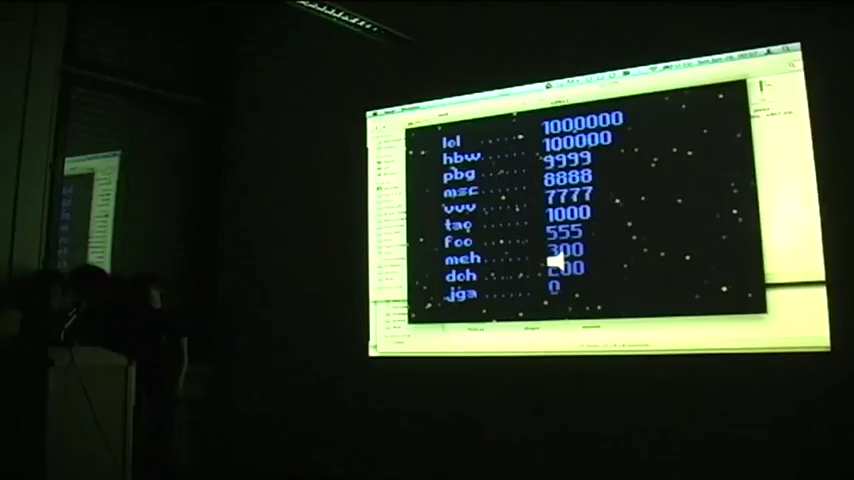 lol ........ 1000000
hbw ........ 100000
pbg ........ 9999
msc ........ 8888
vvv ........ 7777
tao ........ 1000
foo ........ 555
meh ........ 300
doh ........ 200
jga ........ 0